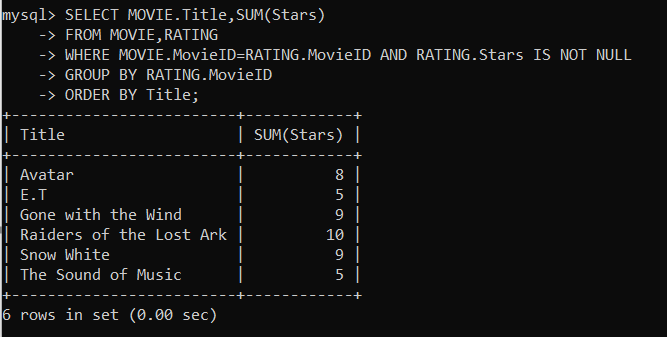 mysql> SELECT MOVIE.Title,SUM(Stars)
    -> FROM MOVIE,RATING
    -> WHERE MOVIE.MovieID=RATING.MovieID AND RATING.Stars IS NOT NULL
    -> GROUP BY RATING.MovieID
    -> ORDER BY Title;
+-------------------------+------------+
| Title                   | SUM(Stars) |
+-------------------------+------------+
| Avatar                  |          8 |
| E.T                     |          5 |
| Gone with the Wind      |          9 |
| Raiders of the Lost Ark |         10 |
| Snow White              |          9 |
| The Sound of Music      |          5 |
+-------------------------+------------+
6 rows in set (0.00 sec)